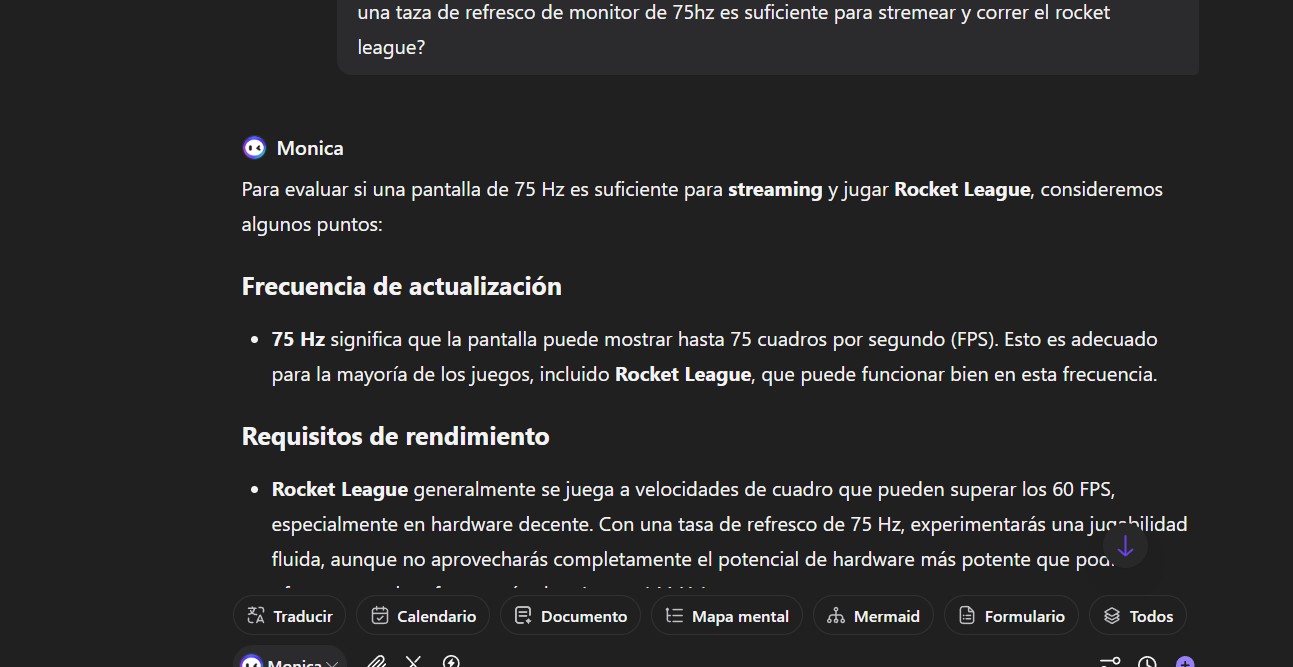 una taza de refresco de monitor de 75hz es suficiente para stremear y correr el rocket
league?
Monica
Para evaluar si una pantalla de 75 Hz es suficiente para streaming y jugar Rocket League, consideremos
algunos puntos:
Frecuencia de actualización
• 75 Hz significa que la pantalla puede mostrar hasta 75 cuadros por segundo (FPS). Esto es adecuado
para la mayoría de los juegos, incluido Rocket League, que puede funcionar bien en esta frecuencia.
Requisitos de rendimiento
• Rocket League generalmente se juega a velocidades de cuadro que pueden superar los 60 FPS,
especialmente en hardware decente. Con una tasa de refresco de 75 Hz, experimentarás una jugabilidad
fluida, aunque no aprovecharás completamente el potencial de hardware más potente que
Traducir Calendario Documento Mapa mental Mermaid Formulario Todos
Monica